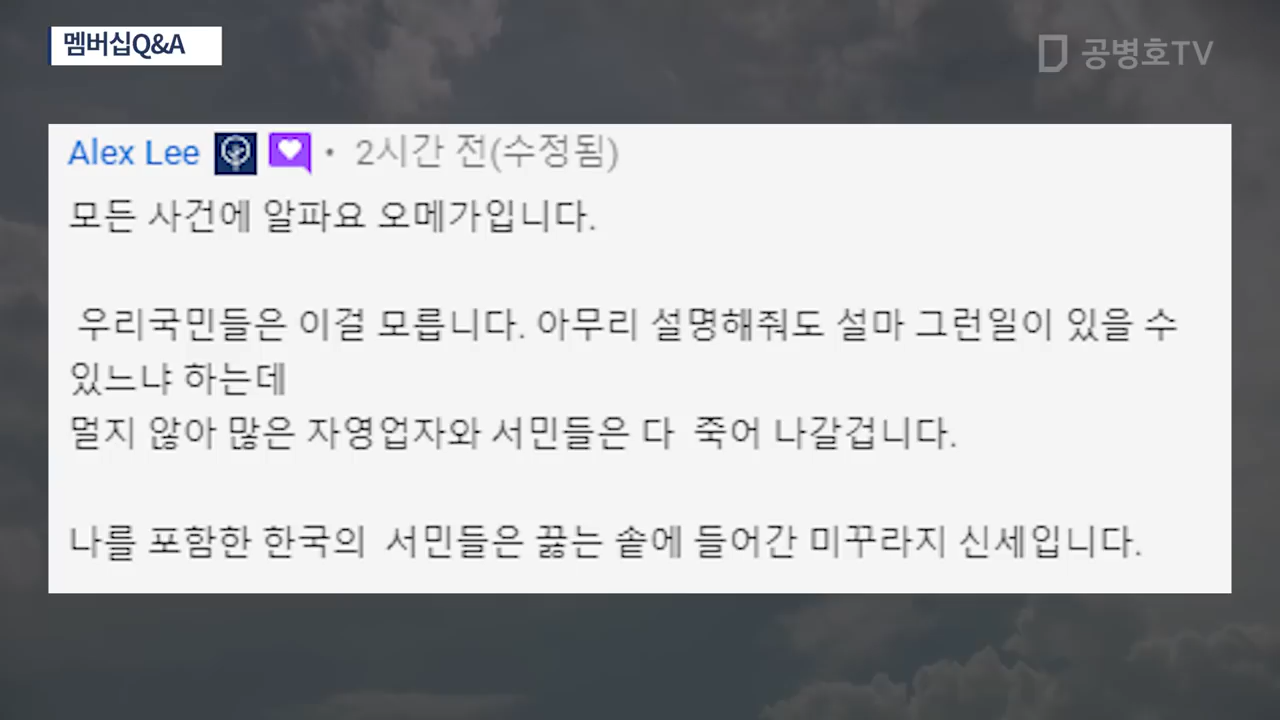 멤버십Q&A
공병호TV
Alex Lee • 2시간 전(수정됨)
모든 사건에 알파요 오메가입니다.
우리국민들은 이걸 모릅니다. 아무리 설명해줘도 설마 그런일이 있을 수
있느냐 하는데
멀지 않아 많은 자영업자와 서민들은 다  죽어 나갈겁니다.
나를 포함한 한국의  서민들은 끓는 솥에 들어간 미꾸라지 신세입니다.